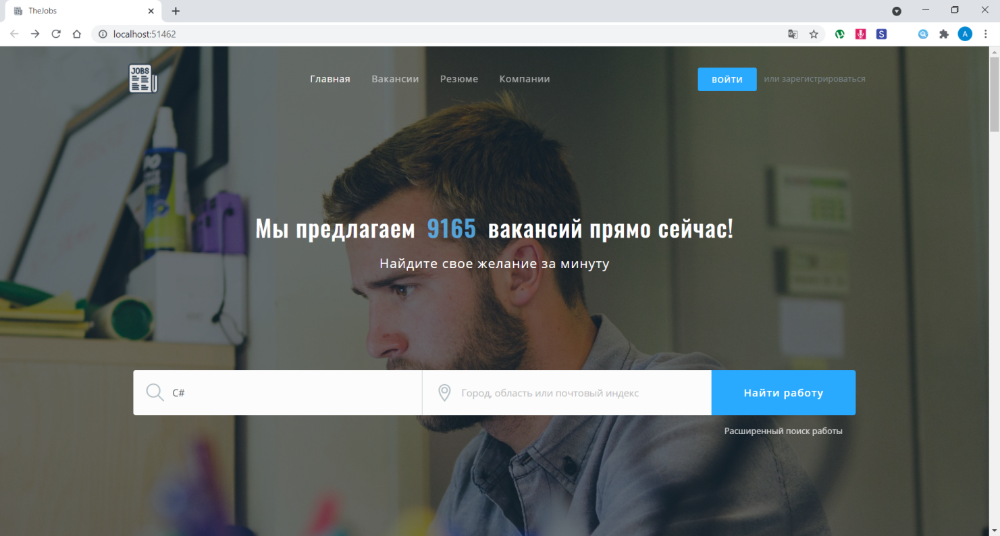 TheJobs
localhost:51462
S
A
JOBS
Главная Вакансии Резюме Компании
ВОЙТИ или зарегистрироваться
Мы предлагаем 9165 вакансий прямо сейчас!
Найдите свое желание за минуту
C# Город, область или почтовый индекс Найти работу
Расширенный поиск работы